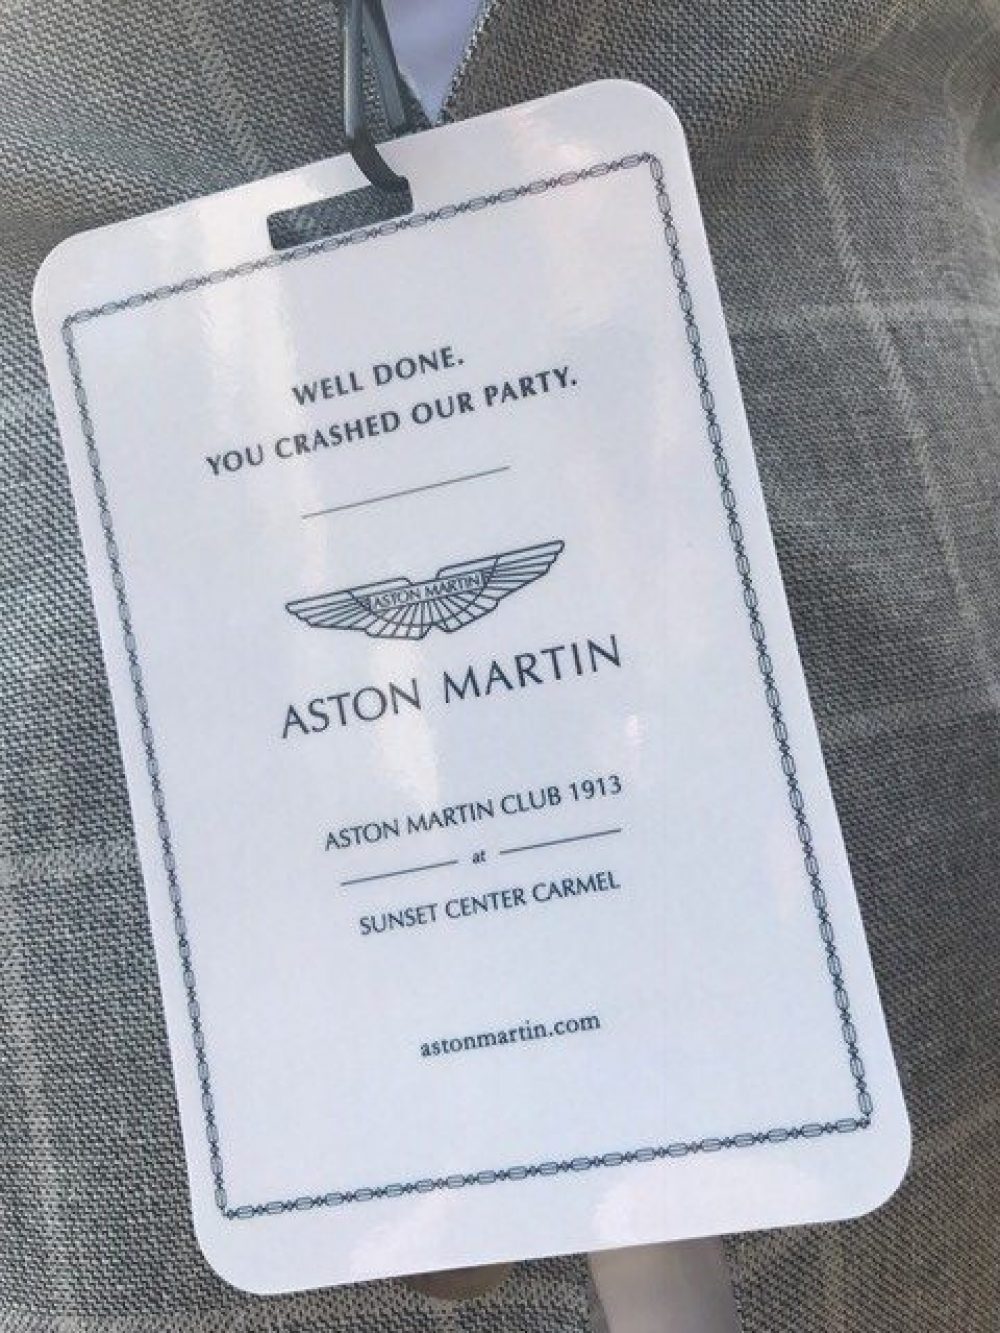 WELL DONE.
YOU CRASHED OUR PARTY.
ASTON MARTIN
ASTON MARTIN
ASTON MARTIN CLUB 1913
at
SUNSET CENTER CARMEL
astonmartin.com